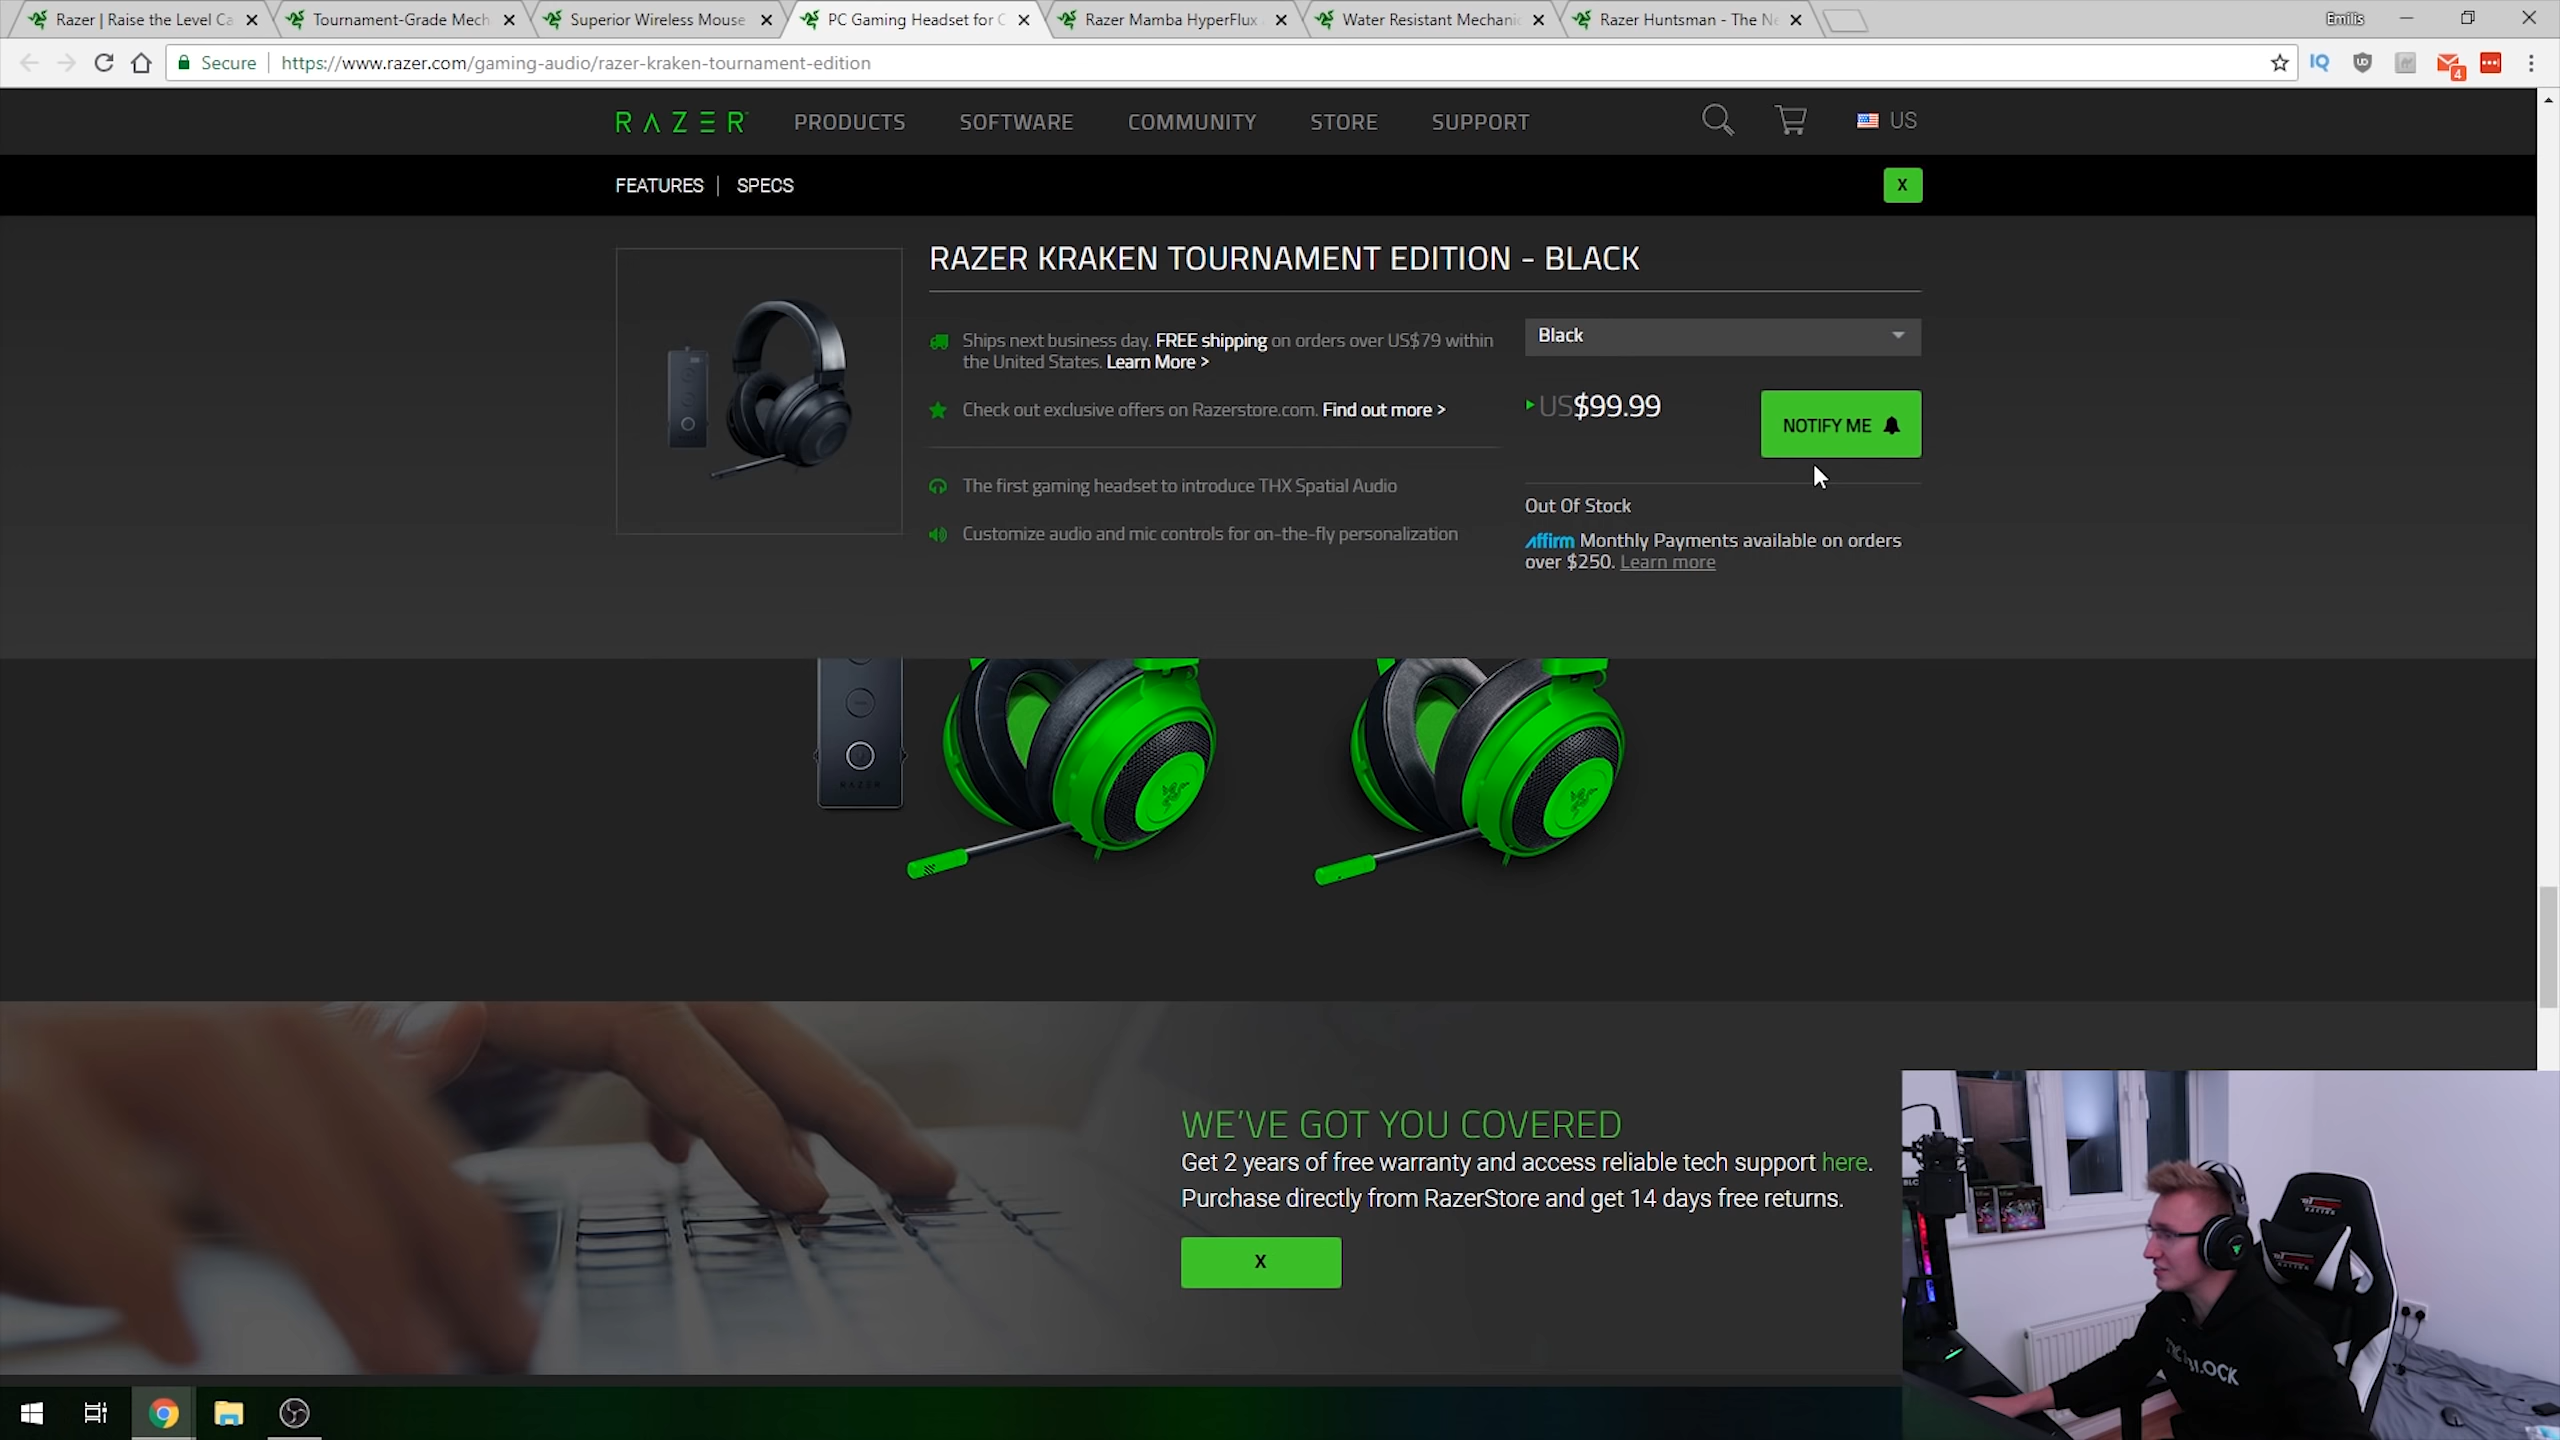 Razer | Raise the Level Ca
Tournament-Grade Mech
Superior Wireless Mouse
PC Gaming Headset for C
Razer Mamba HyperFlux
Water Resistant Mechani
Razer Huntsman - The Ne
Emilis
Secure
https://www.razer.com/gaming-audio/razer-kraken-tournament-edition
IQ
4
RAZER
PRODUCTS
SOFTWARE
COMMUNITY
STORE
SUPPORT
US
FEATURES | SPECS
X
RAZER KRAKEN TOURNAMENT EDITION - BLACK
Ships next business day. FREE shipping on orders over US$79 within
the United States. Learn More >
Check out exclusive offers on Razerstore.com. Find out more >
The first gaming headset to introduce THX Spatial Audio
Customize audio and mic controls for on-the-fly personalization
Black
US$99.99
NOTIFY ME
Out Of Stock
Affirm Monthly Payments available on orders
over $250. Learn more
RAZER
WE'VE GOT YOU COVERED
Get 2 years of free warranty and access reliable tech support here.
Purchase directly from RazerStore and get 14 days free returns.
X